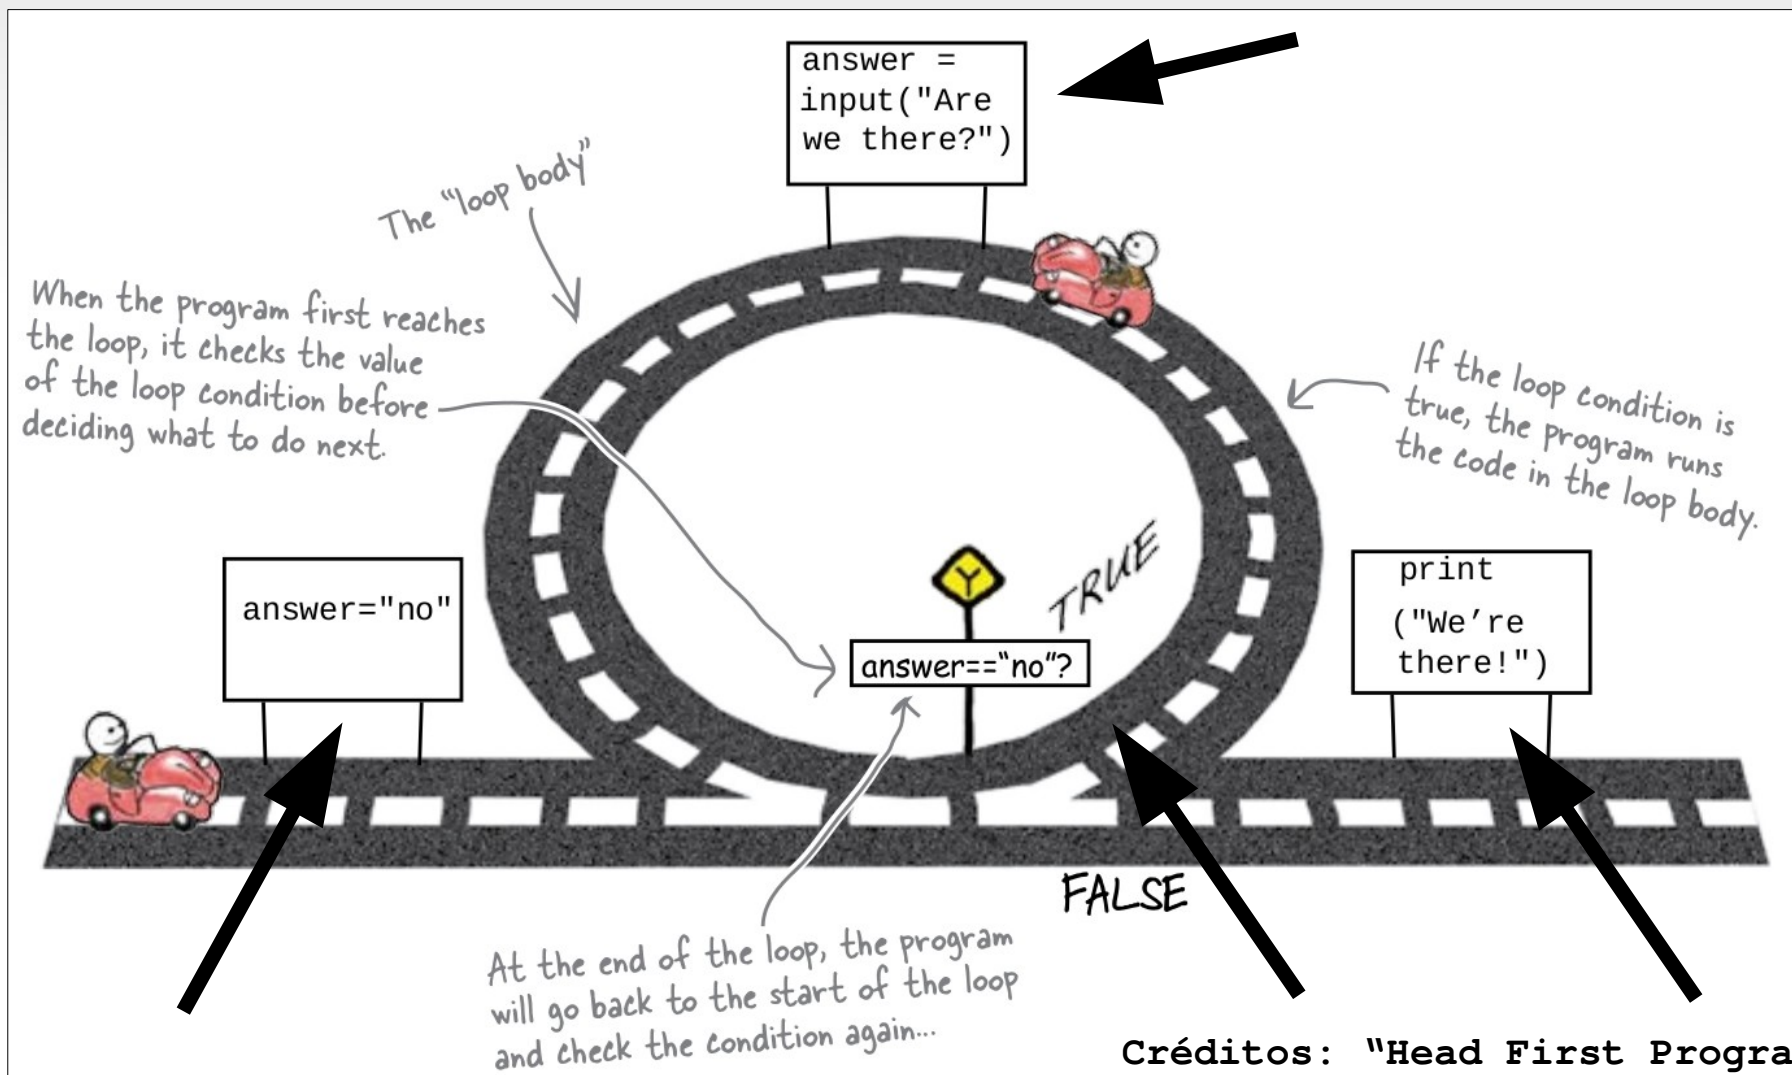 answer =
input("Are
we there?")
The “loop body”
When the program first reaches
the loop, it checks the value
of the loop condition before
deciding what to do next.
If the loop condition is
true, the program runs
the code in the loop body.
answer="no"
Y
TRUE
answer==“no”?
print
("We’re
there!")
FALSE
At the end of the loop, the program
will go back to the start of the loop
and check the condition again...
Créditos: “Head First Progra